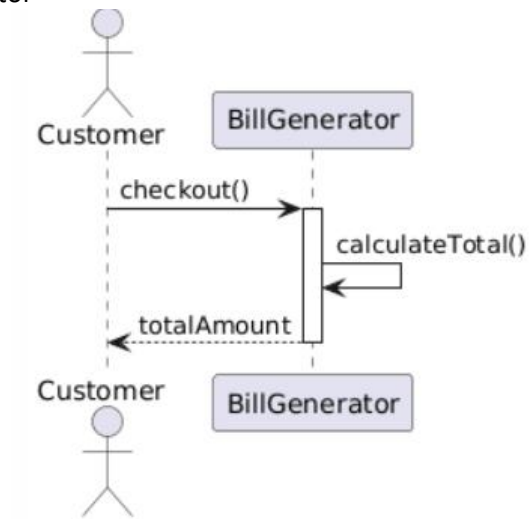 Customer
BillGenerator
checkout()
calculateTotal()
totalAmount
Customer
BillGenerator